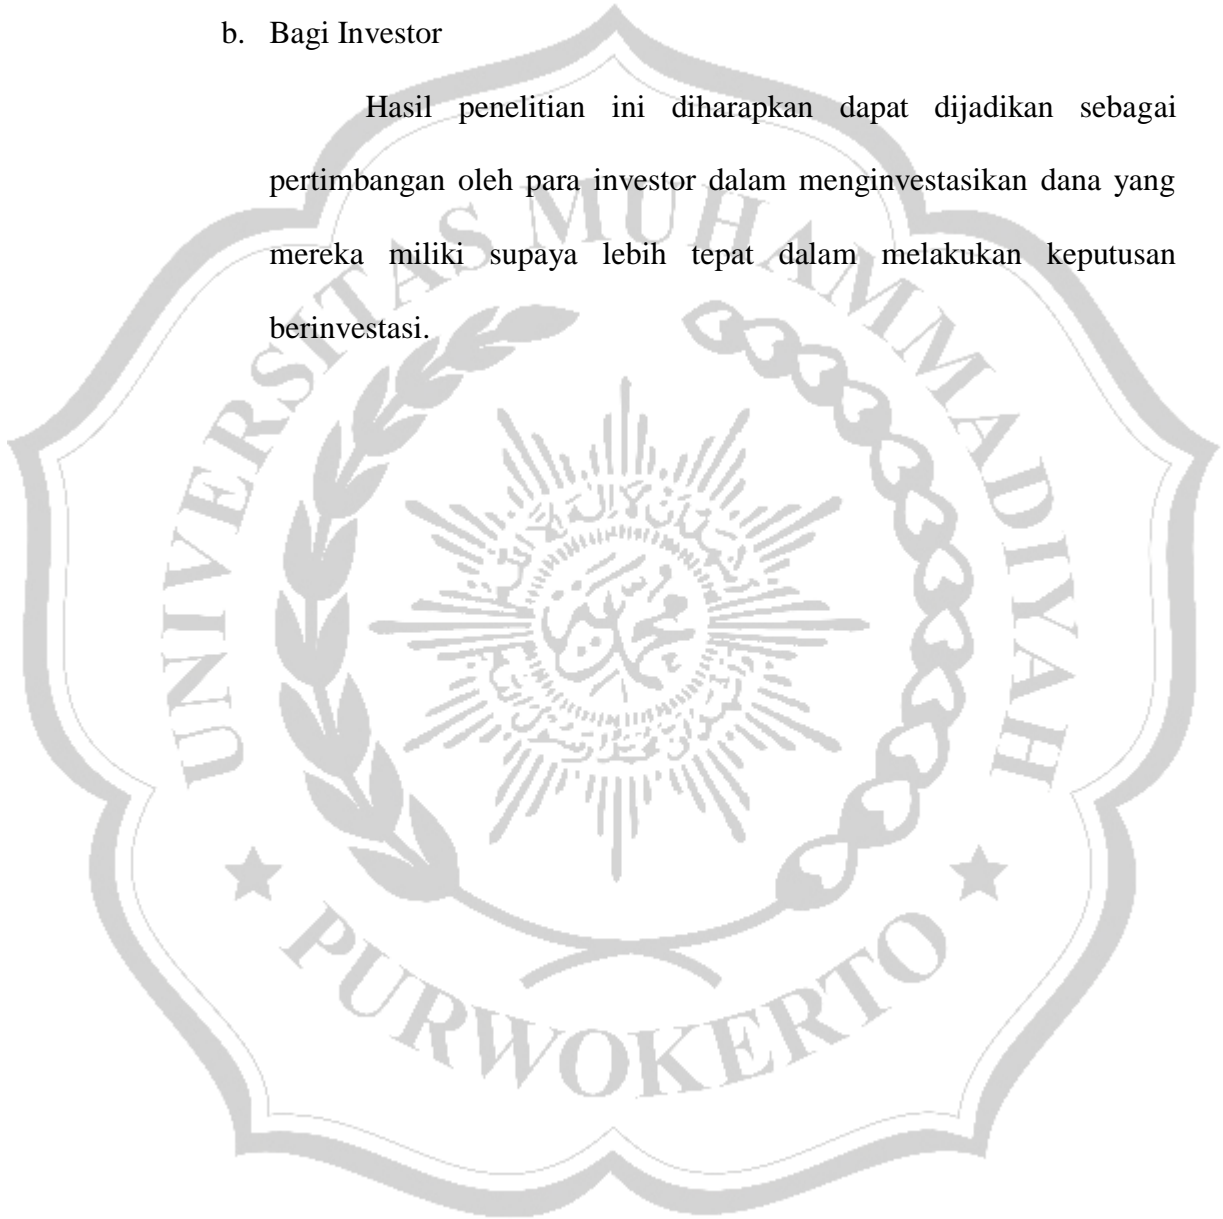 b. Bagi Investor
Hasil penelitian ini diharapkan dapat dijadikan sebagai
pertimbangan oleh para investor dalam menginvestasikan dana yang
mereka miliki supaya lebih tepat dalam melakukan keputusan
berinvestasi.
UNIVERSITAS MUHAMMADIYAH
PURWOKERTO